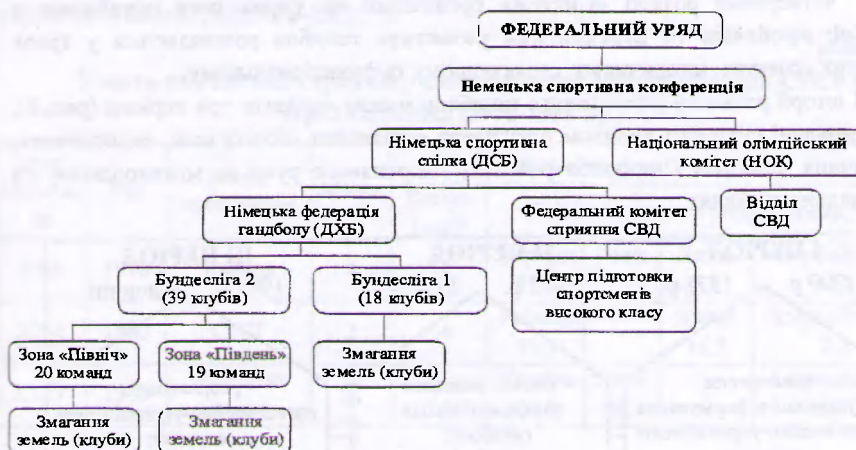 ФЕДЕРАЛЬНИЙ УРЯД
Немецька спортивна конференція
Німецька спортивна
спілка (ДСБ)
Національний олімпійський
комітет (НОК)
Німецька федерація
гандболу (ДХБ)
Федеральний комітет
сприяння СВД
Відділ
СВД
Бундесліга 2
(39 клубів)
Бундесліга 1
(18 клубів)
Центр підготовки
спортсменів
високого класу
Зона «Північ»
20 команд
Зона «Південь»
19 команд
Змагання
земель (клуби)
Змагання
земель (клуби)
Змагання
земель (клуби)